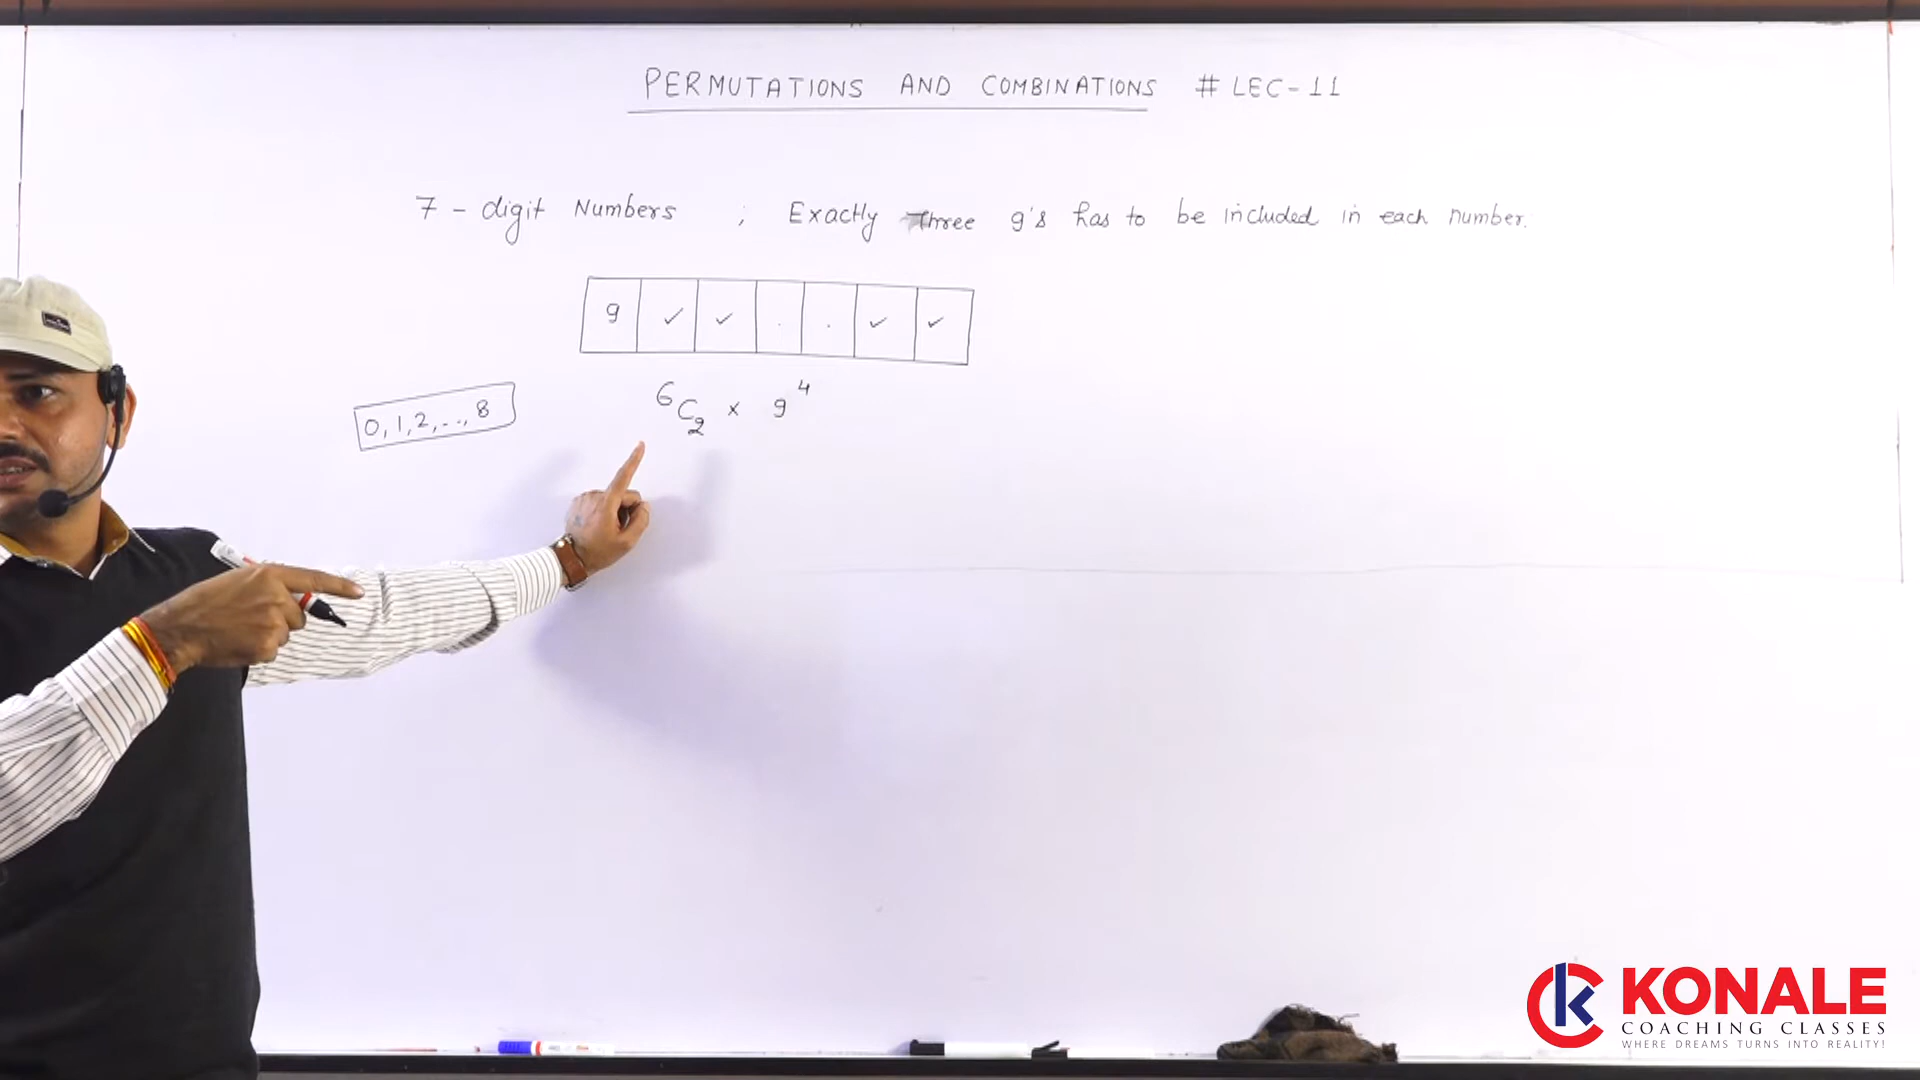 PERMUTATIONS AND COMBINATIONS # LEC-11
7-digit Numbers ; Exactly Three 9's has to be included in each number.
9 ✓ ✓ . . ✓ ✓
0, 1, 2, ..., 8
⁶C₂ × 9⁴
KONALE
COACHING CLASSES
WHERE DREAMS TURNS INTO REALITY!